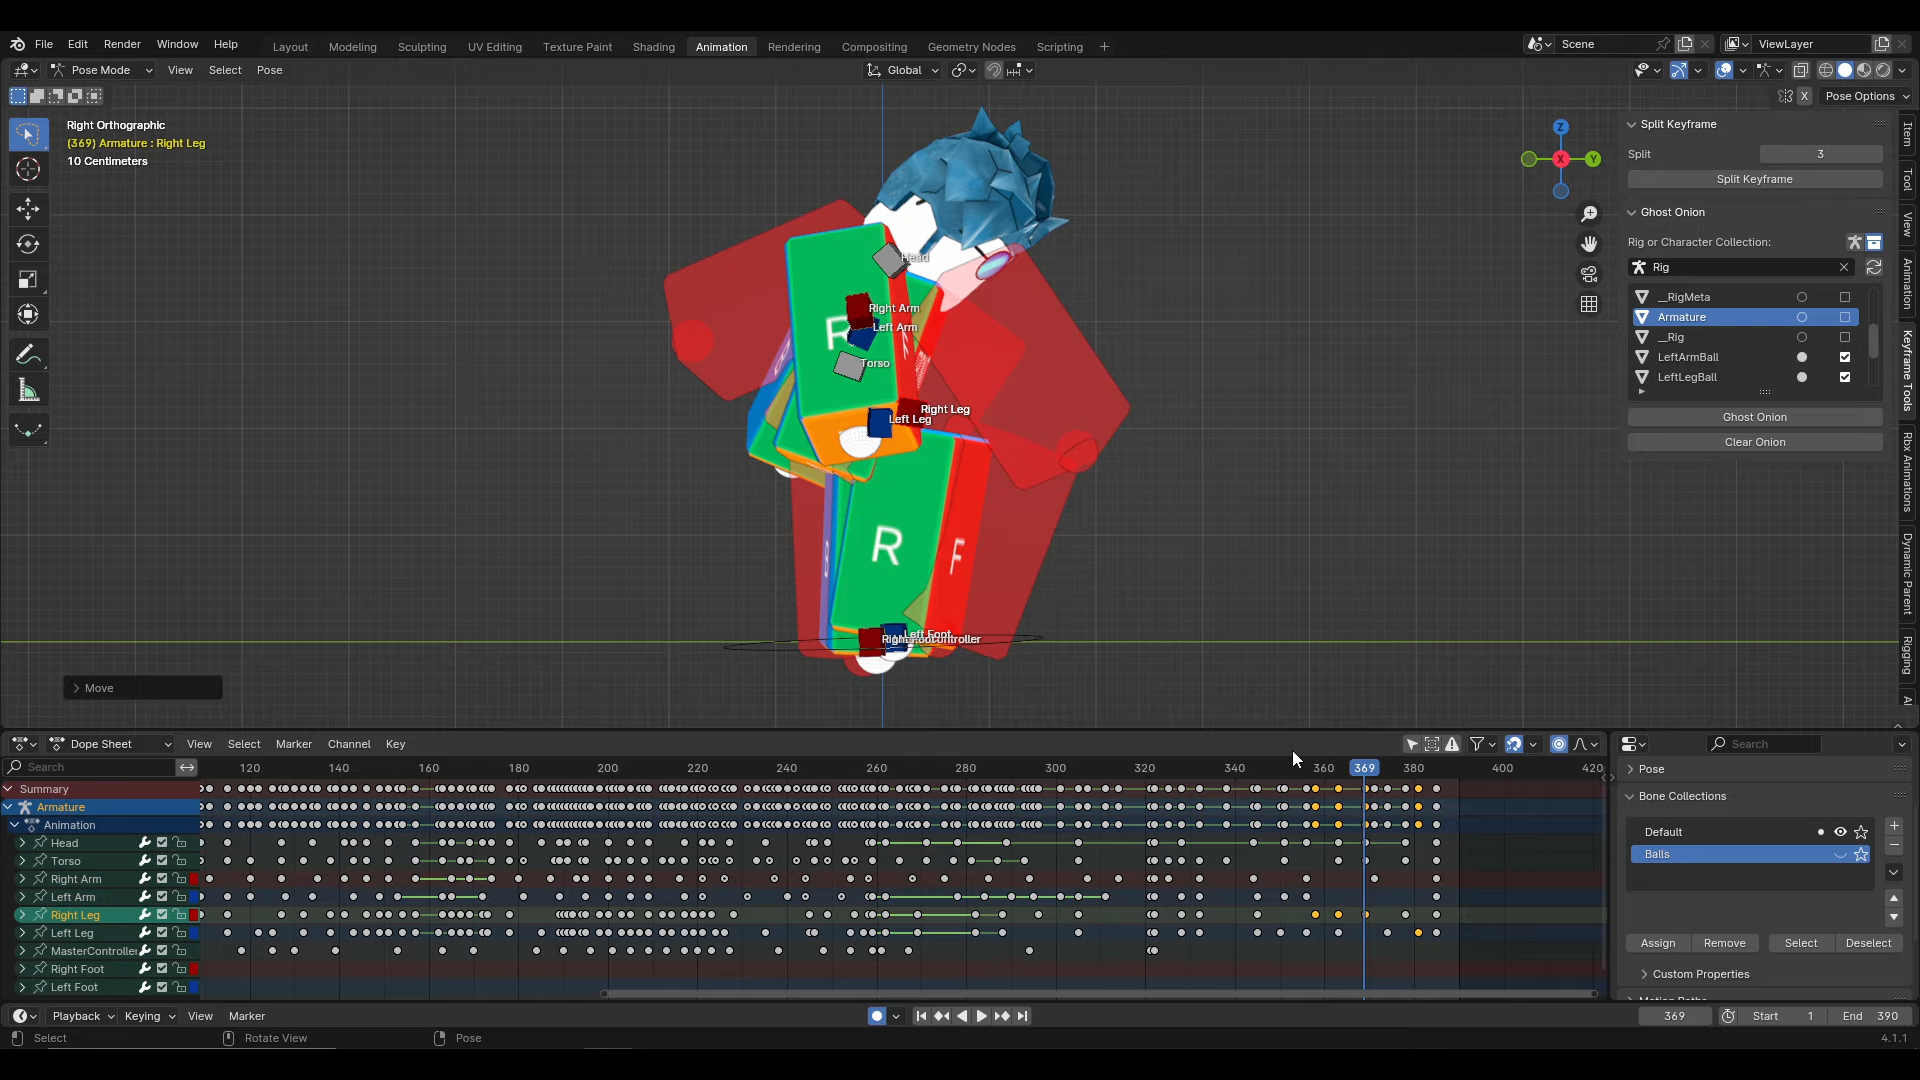 File Edit Render Window Help
Layout Modeling Sculpting UV Editing Texture Paint Shading Animation Rendering Compositing Geometry Nodes Scripting +
Scene ViewLayer
Pose Mode View Select Pose
Global
X Pose Options
Right Orthographic
(369) Armature : Right Leg
10 Centimeters
Z
X
Y
Split Keyframe
Split 3
Split Keyframe
Ghost Onion
Rig or Character Collection:
Rig
__RigMeta
Armature
__Rig
LeftArmBall
LeftLegBall
Ghost Onion
Clear Onion
Item
Tool
View
Animation
Keyframe Tools
Rbx Animations
Dynamic Parent
Rigging
Head
Right Arm
Left Arm
Torso
Right Leg
Left Leg
R
R
F
Left Foot
Move
Dope Sheet View Select Marker Channel Key
Search
120 140 160 180 200 220 240 260 280 300 320 340 360 369 380 400 420
Summary
Armature
Animation
Head
Torso
Right Arm
Left Arm
Right Leg
Left Leg
MasterController
Right Foot
Left Foot
Search
Pose
Bone Collections
Default
Balls
Assign Remove Select Deselect
Custom Properties
Playback Keying View Marker
369 Start 1 End 390
Select Rotate View Pose
4.1.1